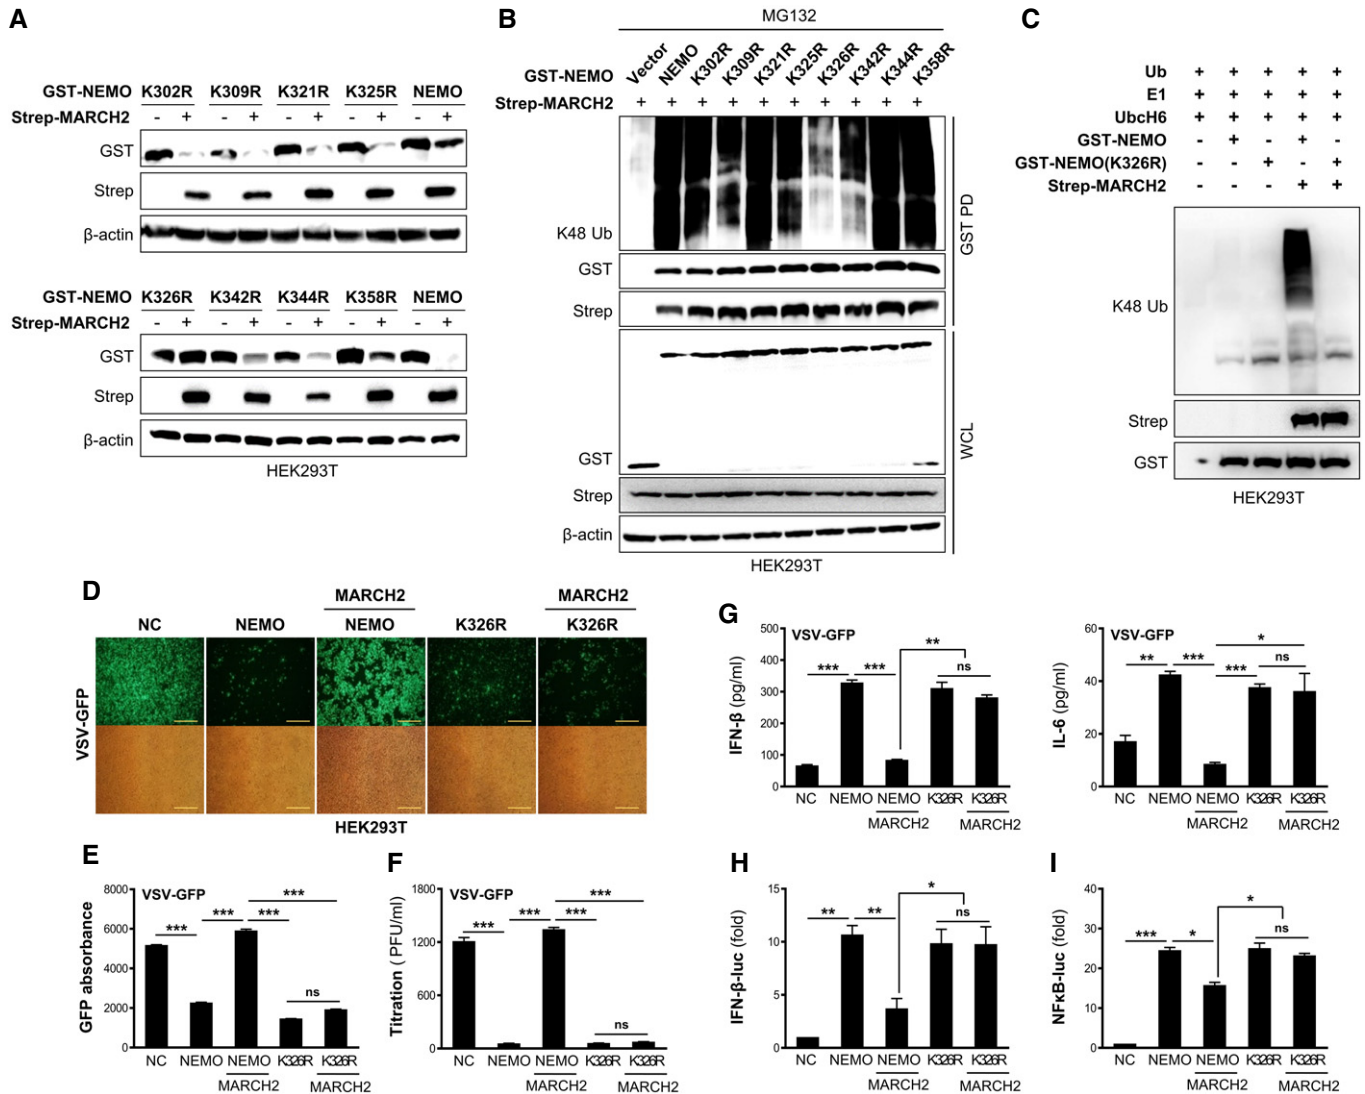 A
GST-NEMO K302R K309R K321R K325R NEMO
Strep-MARCH2 - + - + - + - + - +
GST
Strep
β-actin
GST-NEMO K326R K342R K344R K358R NEMO
Strep-MARCH2 - + - + - + - + - +
GST
Strep
β-actin
HEK293T
B
MG132
GST-NEMO Vector NEMO K302R K309R K321R K325R K326R K342R K344R K358R
Strep-MARCH2 + + + + + + + + + +
K48 Ub
GST
Strep
GST PD
GST
Strep
β-actin
WCL
HEK293T
C
Ub + + + + +
E1 + + + + +
UbcH6 + + + + +
GST-NEMO - + - + -
GST-NEMO(K326R) - - + - +
Strep-MARCH2 - - - + +
K48 Ub
Strep
GST
HEK293T
D
MARCH2 MARCH2
NC NEMO NEMO K326R K326R
VSV-GFP
HEK293T
E
VSV-GFP
GFP absorbance
8000
6000
4000
2000
0
*** *** *** *** ns
NC NEMO NEMO K326R K326R
MARCH2 MARCH2
F
VSV-GFP
Titration ( PFU/ml)
1800
1200
600
0
*** *** *** *** ns
NC NEMO NEMO K326R K326R
MARCH2 MARCH2
G
VSV-GFP
IFN-β (pg/ml)
500
400
300
200
100
0
*** *** ** ns
NC NEMO NEMO K326R K326R
MARCH2 MARCH2
VSV-GFP
IL-6 (pg/ml)
60
40
20
0
** *** *** * ns
NC NEMO NEMO K326R K326R
MARCH2 MARCH2
H
IFN-β-luc (fold)
15
10
5
0
** ** * ns
NC NEMO NEMO K326R K326R
MARCH2 MARCH2
I
NFκB-luc (fold)
40
30
20
10
0
*** * * ns
NC NEMO NEMO K326R K326R
MARCH2 MARCH2